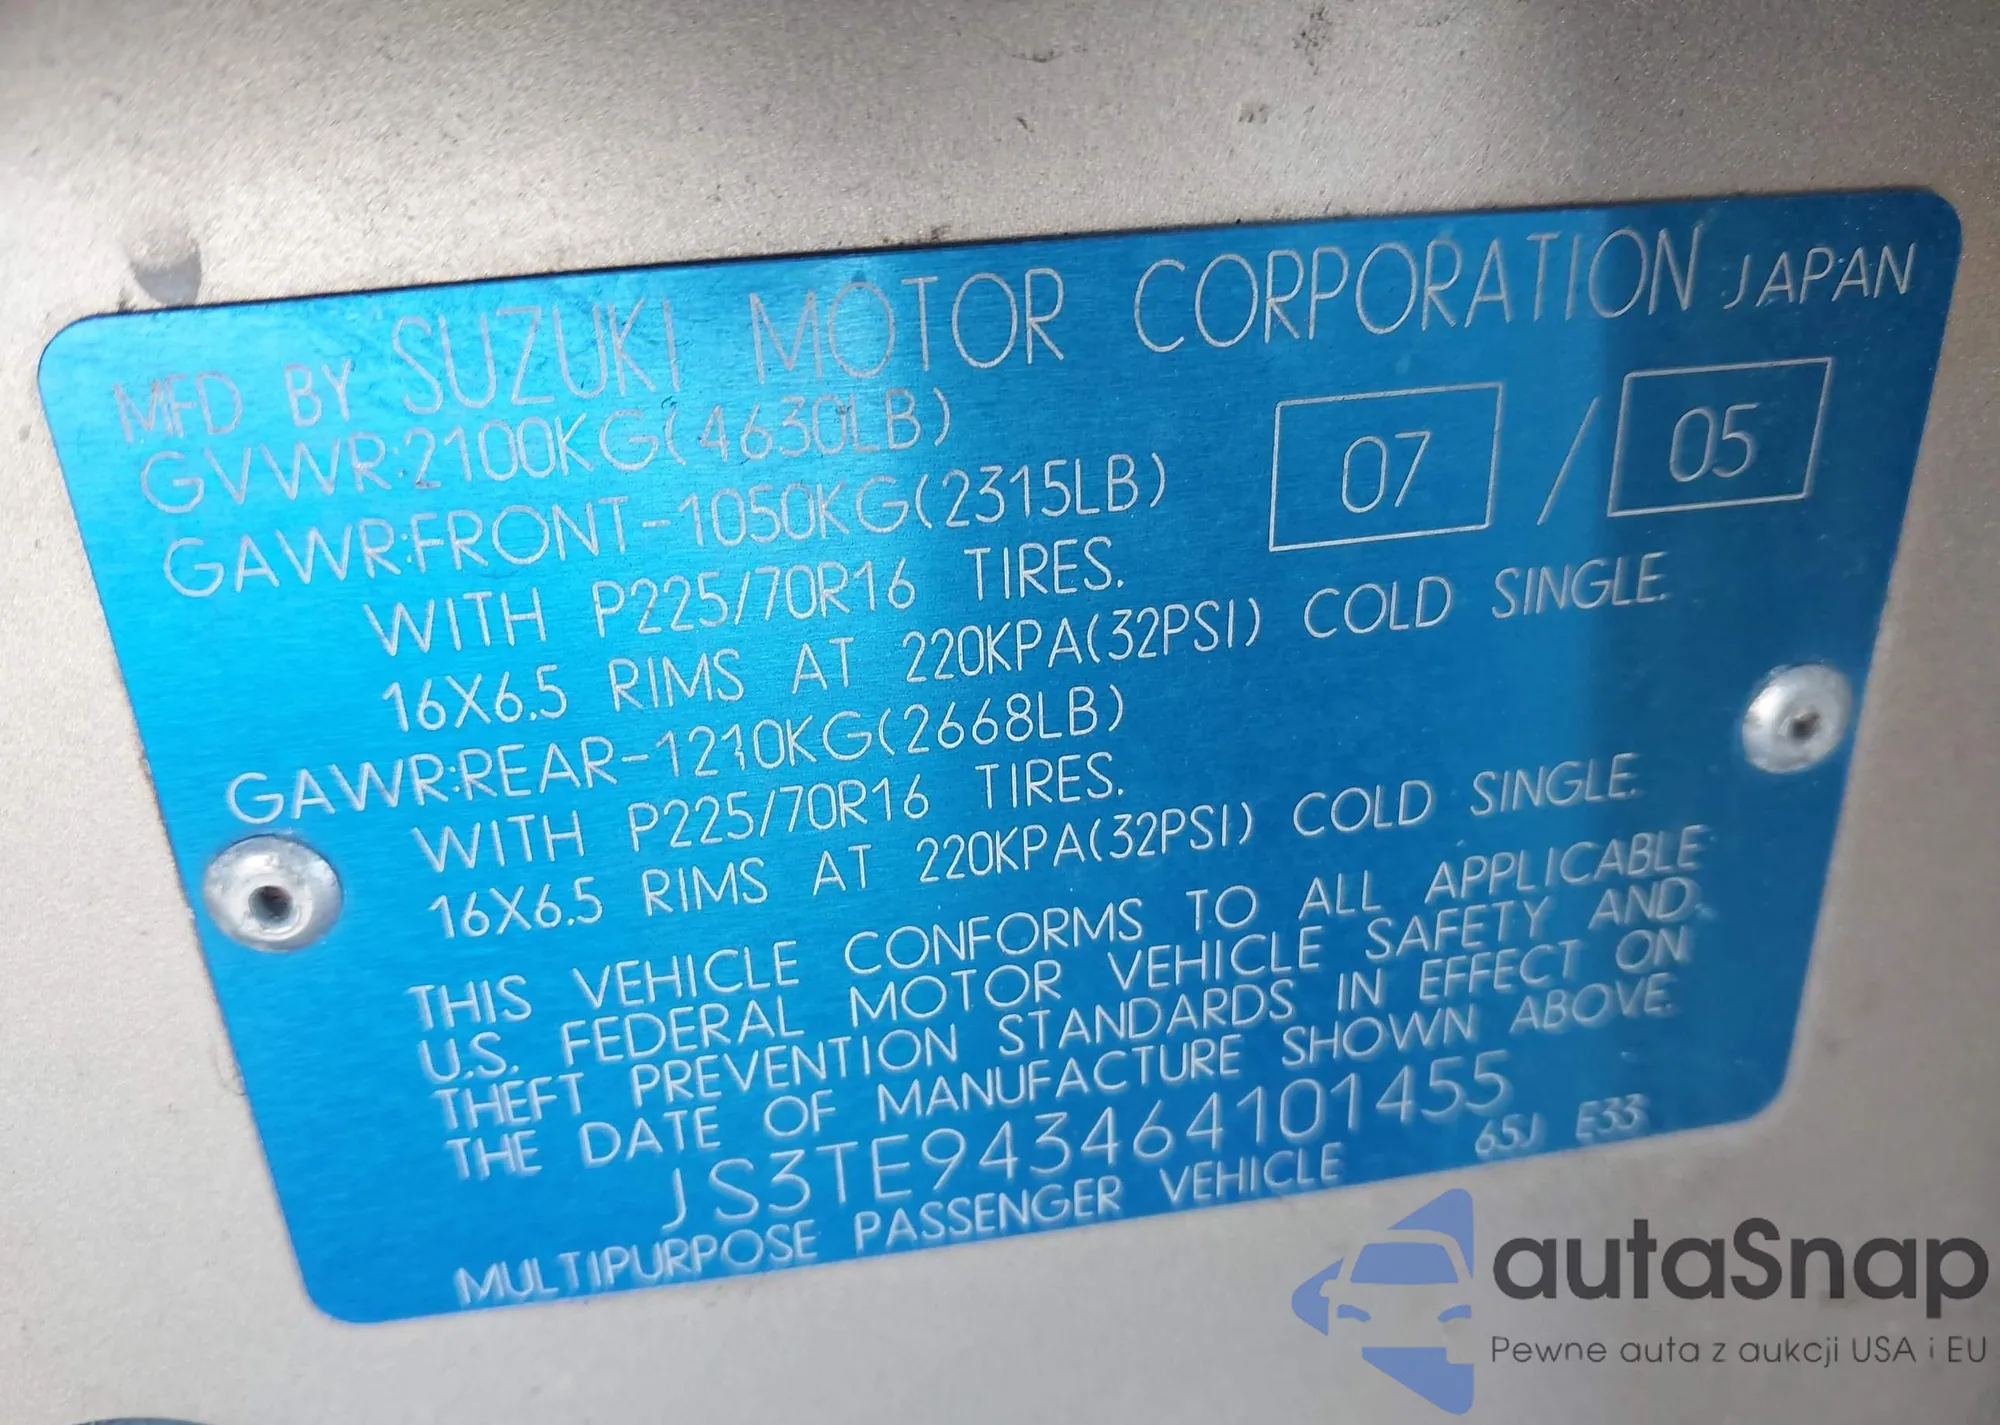 MFD BY SUZUKI MOTOR CORPORATION JAPAN
GVWR:2100KG(4630LB)
07 / 05
GAWR:FRONT-1050KG(2315LB)
WITH P225/70R16 TIRES.
16X6.5 RIMS AT 220KPA(32PSI) COLD SINGLE.
GAWR:REAR-1210KG(2668LB)
WITH P225/70R16 TIRES.
16X6.5 RIMS AT 220KPA(32PSI) COLD SINGLE.
THIS VEHICLE CONFORMS TO ALL APPLICABLE
U.S. FEDERAL MOTOR VEHICLE SAFETY AND
THEFT PREVENTION STANDARDS IN EFFECT ON
THE DATE OF MANUFACTURE SHOWN ABOVE.
JS3TE943464101455
MULTIPURPOSE PASSENGER VEHICLE 65J E33
autaSnap
Pewne auta z aukcji USA i EU